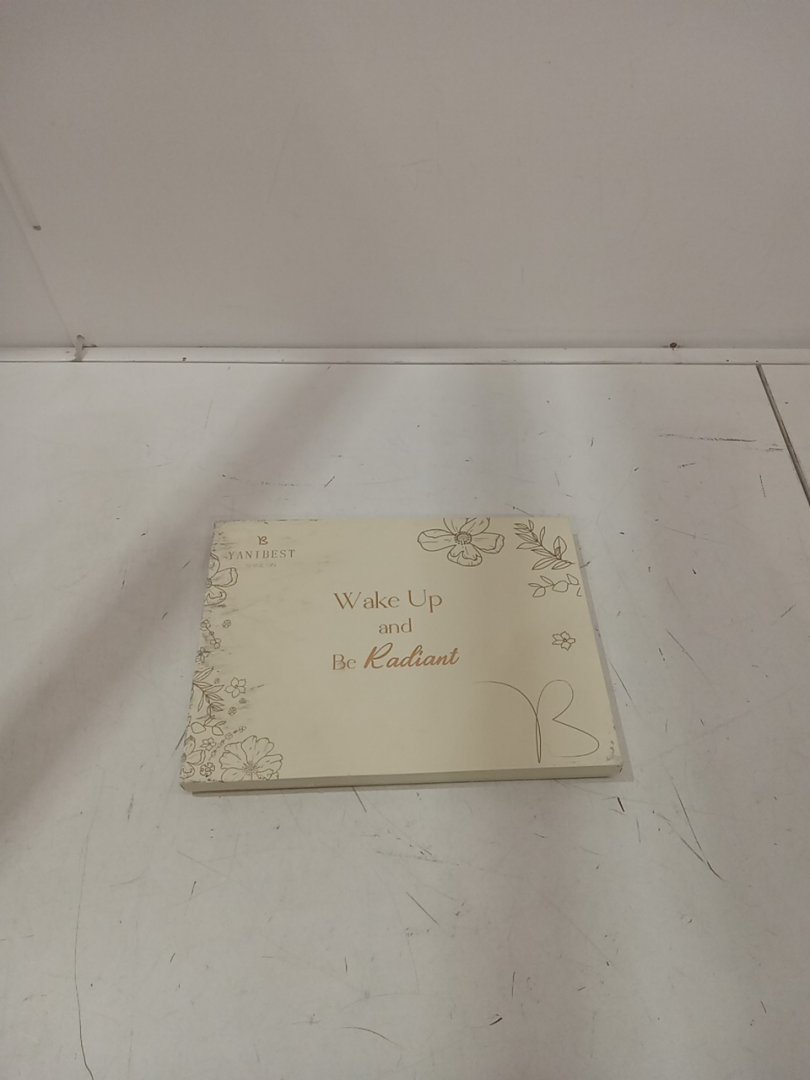 B
YANIBEST
Wake Up
and
Be Radiant
B